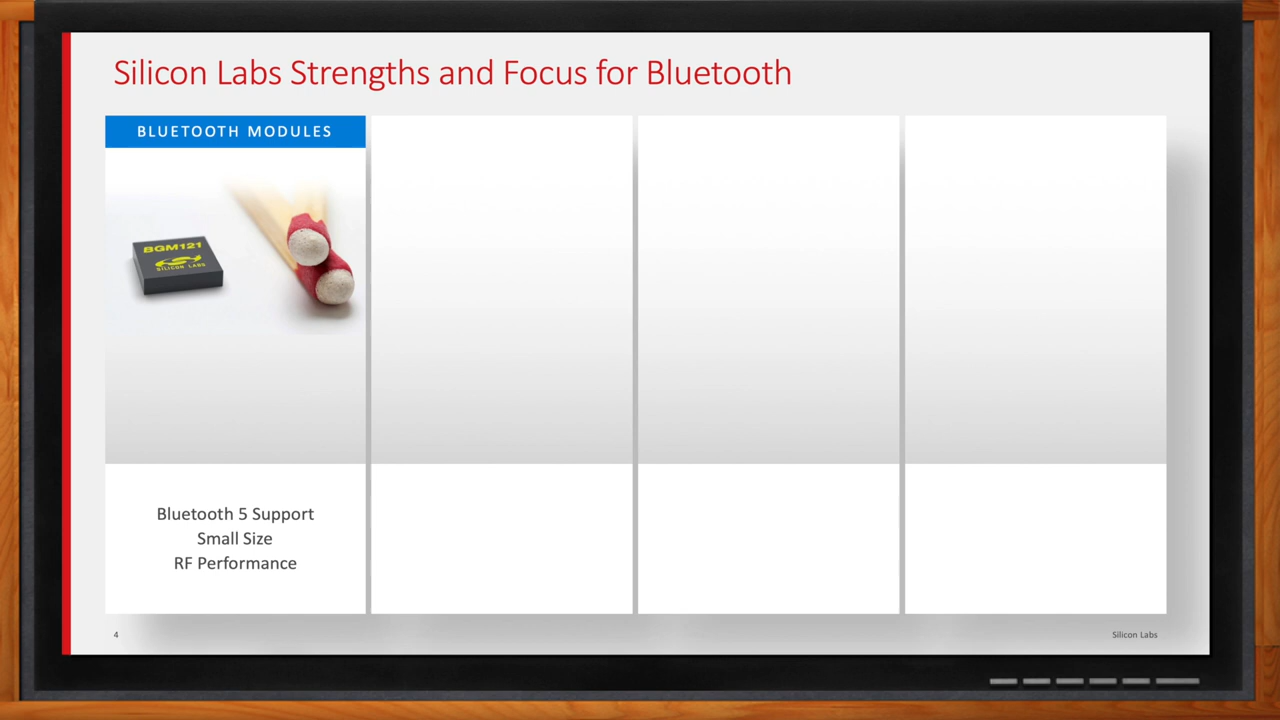 Silicon Labs Strengths and Focus for Bluetooth
BLUETOOTH MODULES
BGM121
SILICON LABS
Bluetooth 5 Support
Small Size
RF Performance
4
Silicon Labs